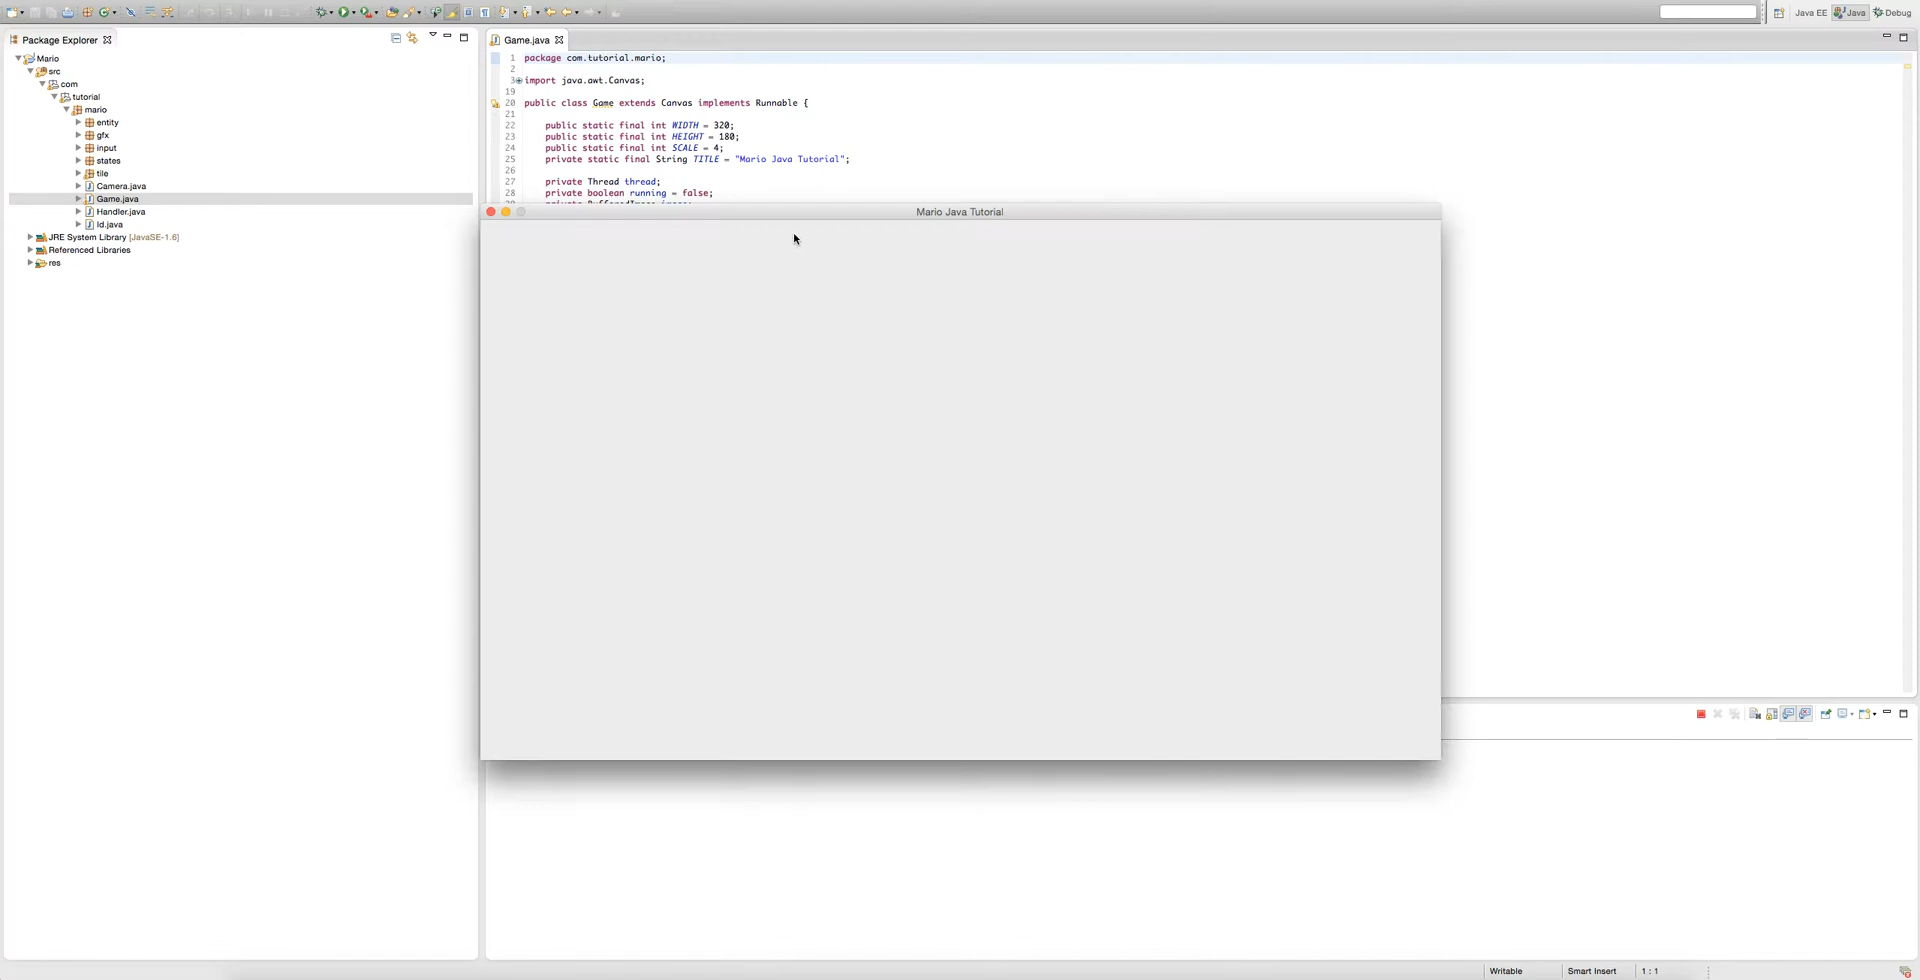 Java EE
Java
Debug
Package Explorer
Mario
src
com
tutorial
mario
entity
gfx
input
states
tile
Camera.java
Game.java
Handler.java
Id.java
JRE System Library [JavaSE-1.6]
Referenced Libraries
res
Game.java
1 package com.tutorial.mario;
2
3 import java.awt.Canvas;
19
20 public class Game extends Canvas implements Runnable {
21
22 public static final int WIDTH = 320;
23 public static final int HEIGHT = 180;
24 public static final int SCALE = 4;
25 private static final String TITLE = "Mario Java Tutorial";
26
27 private Thread thread;
28 private boolean running = false;
Mario Java Tutorial
Writable
Smart Insert
1 : 1